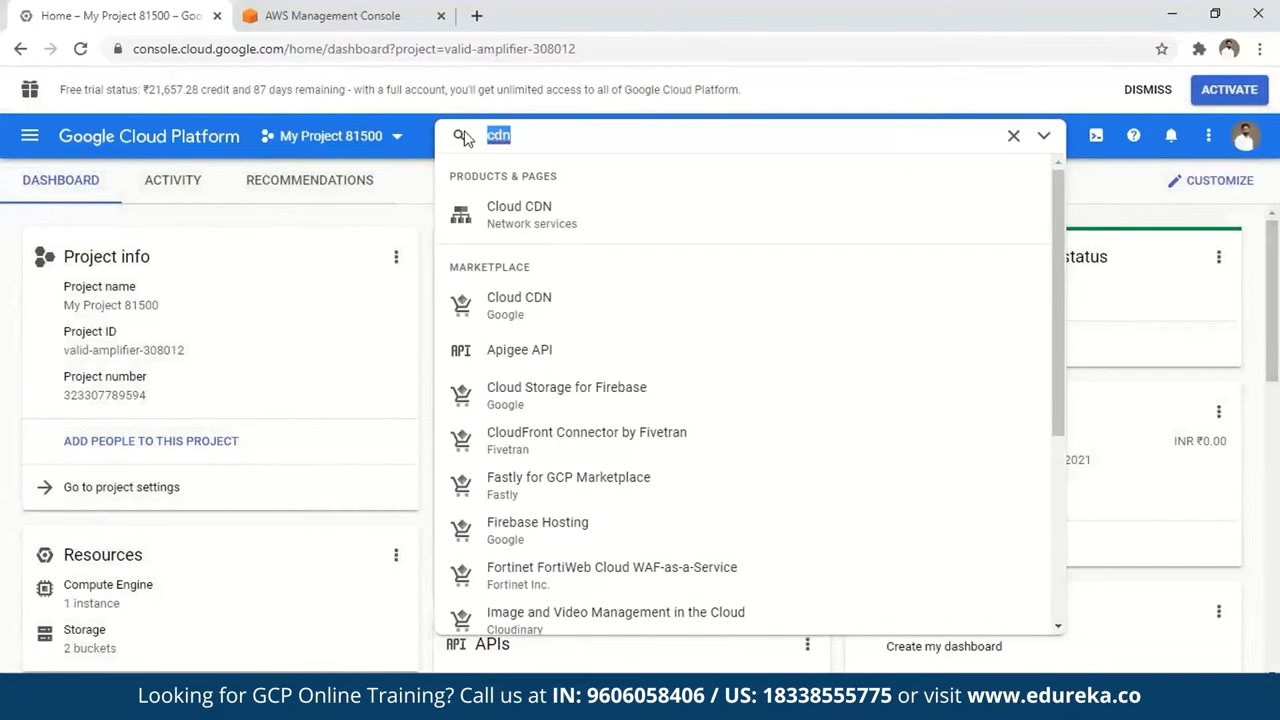 Home – My Project 81500 – Goo
AWS Management Console
console.cloud.google.com/home/dashboard?project=valid-amplifier-308012
Free trial status: ₹21,657.28 credit and 87 days remaining - with a full account, you'll get unlimited access to all of Google Cloud Platform.
DISMISS
ACTIVATE
Google Cloud Platform
My Project 81500
cdn
DASHBOARD
ACTIVITY
RECOMMENDATIONS
CUSTOMIZE
PRODUCTS & PAGES
Cloud CDN
Network services
MARKETPLACE
Cloud CDN
Google
API
Apigee API
Cloud Storage for Firebase
Google
CloudFront Connector by Fivetran
Fivetran
Fastly for GCP Marketplace
Fastly
Firebase Hosting
Google
Fortinet FortiWeb Cloud WAF-as-a-Service
Fortinet Inc.
Image and Video Management in the Cloud
Cloudinary
Project info
Project name
My Project 81500
Project ID
valid-amplifier-308012
Project number
323307789594
ADD PEOPLE TO THIS PROJECT
Go to project settings
Resources
Compute Engine
1 instance
Storage
2 buckets
API APIs
status
INR ₹0.00
2021
Create my dashboard
Looking for GCP Online Training? Call us at IN: 9606058406 / US: 18338555775 or visit www.edureka.co